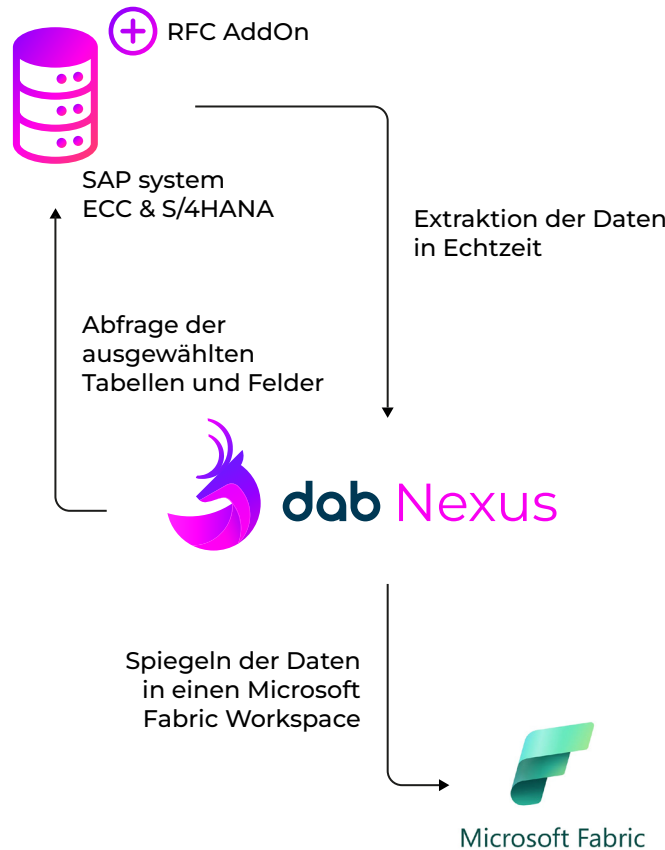 RFC AddOn
SAP system
ECC & S/4HANA
Extraktion der Daten
in Echtzeit
Abfrage der
ausgewählten
Tabellen und Felder
dab Nexus
Spiegeln der Daten
in einen Microsoft
Fabric Workspace
Microsoft Fabric